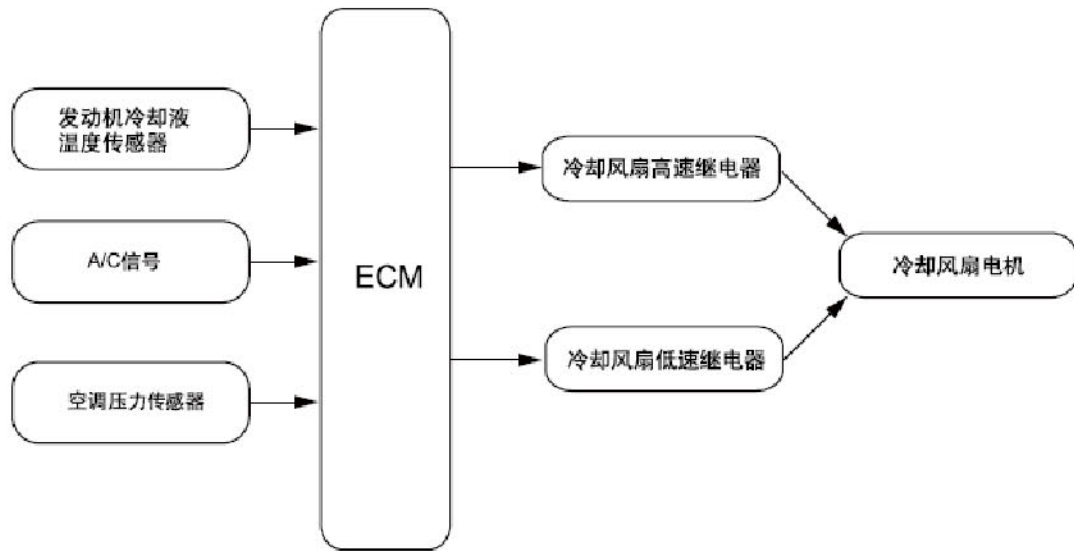 发动机冷却液
温度传感器
A/C信号
空调压力传感器
ECM
冷却风扇高速继电器
冷却风扇低速继电器
冷却风扇电机